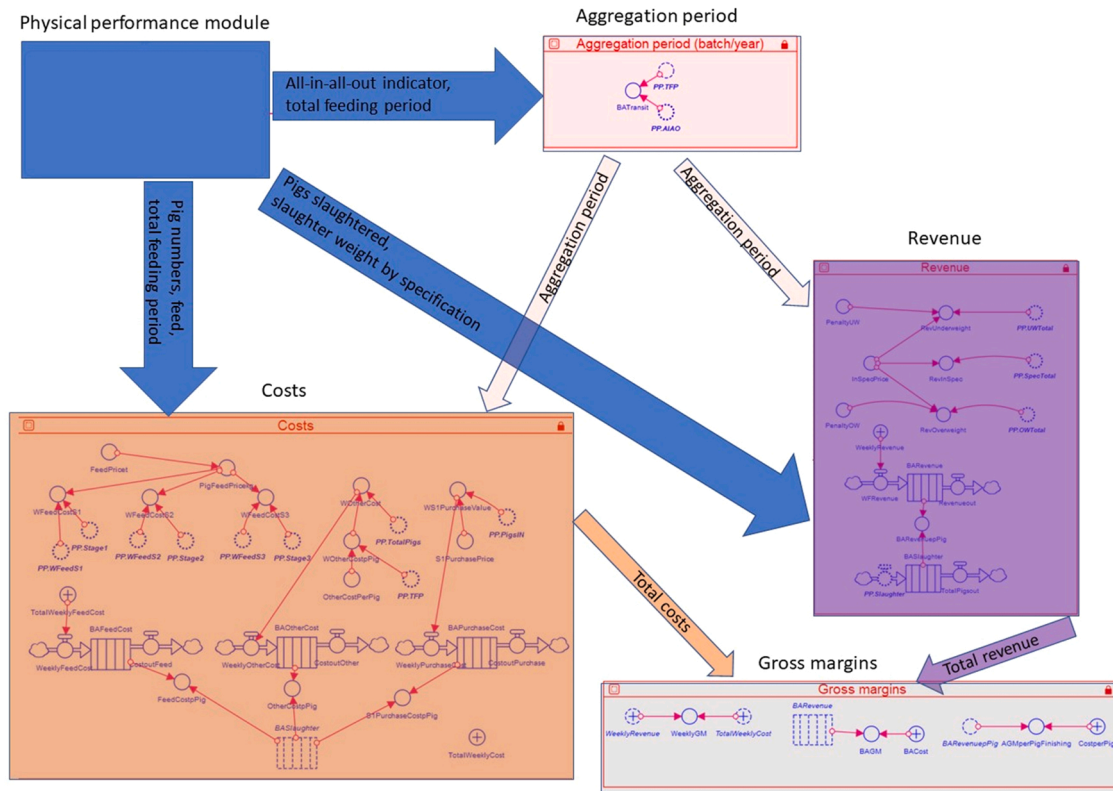 Physical performance module
Aggregation period
Aggregation period (batch/year)
PP.TFP
BATransit
PP.AIAO
All-in-all-out indicator,
total feeding period
Pig numbers, feed,
total feeding period
Pigs slaughtered,
slaughter weight by specification
Aggregation period
Aggregation period
Revenue
Revenue
PenaltyUW
RevUnderweight
PP.UWTotal
InSpecPrice
RevInSpec
PP.SpecTotal
PenaltyOW
RevOverweight
PP.OWTotal
WeeklyRevenue
BARevenue
WFRevenue
Revenueout
BARevenuepPig
BASlaughter
PP.Slaughter
TotalPigsout
Costs
Costs
FeedPricet
PigFeedPricekg
WFeedCostS1
WFeedCostS2
WFeedCostS3
WOtherCost
WS1PurchaseValue
PP.Stage1
PP.WFeedS2
PP.Stage2
PP.WFeedS3
PP.Stage3
PP.TotalPigs
PP.PigsIN
PP.WFeedS1
WOtherCostpPig
S1PurchasePrice
OtherCostPerPig
PP.TFP
TotalWeeklyFeedCost
BAFeedCost
BAOtherCost
BAPurchaseCost
WeeklyFeedCost
CostoutFeed
WeeklyOtherCost
CostoutOther
WeeklyPurchaseCost
CostoutPurchase
FeedCostpPig
OtherCostpPig
S1PurchaseCostpPig
BASlaughter
TotalWeeklyCost
Total costs
Total revenue
Gross margins
Gross margins
WeeklyRevenue
WeeklyGM
TotalWeeklyCost
BARevenue
BAGM
BACost
BARevenuepPig
AGMperPigFinishing
CostperPig